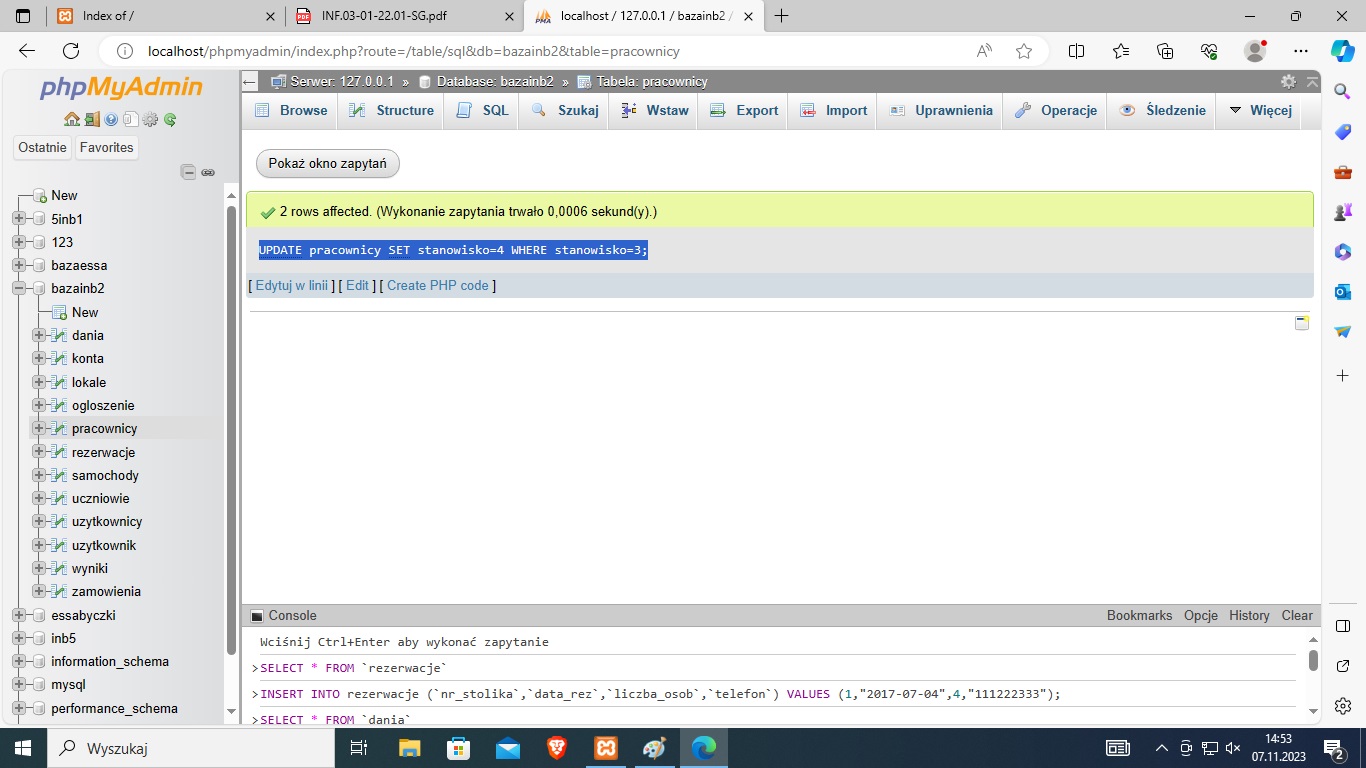 Index of /
INF.03-01-22.01-SG.pdf
localhost / 127.0.0.1 / bazainb2 /
localhost/phpmyadmin/index.php?route=/table/sql&db=bazainb2&table=pracownicy
phpMyAdmin
Ostatnie
Favorites
New
5inb1
123
bazaessa
bazainb2
New
dania
konta
lokale
ogloszenie
pracownicy
rezerwacje
samochody
uczniowie
uzytkownicy
uzytkownik
wyniki
zamowienia
essabyczki
inb5
information_schema
mysql
performance_schema
Serwer: 127.0.0.1 » Database: bazainb2 » Tabela: pracownicy
Browse Structure SQL Szukaj Wstaw Export Import Uprawnienia Operacje Śledzenie Więcej
Pokaż okno zapytań
2 rows affected. (Wykonanie zapytania trwało 0,0006 sekund(y).)
UPDATE pracownicy SET stanowisko=4 WHERE stanowisko=3;
[ Edytuj w linii ] [ Edit ] [ Create PHP code ]
Console Bookmarks Opcje History Clear
Wciśnij Ctrl+Enter aby wykonać zapytanie
>SELECT * FROM `rezerwacje`
>INSERT INTO rezerwacje (`nr_stolika`,`data_rez`,`liczba_osob`,`telefon`) VALUES (1,"2017-07-04",4,"111222333");
>SELECT * FROM `dania`
Wyszukaj
14:53
07.11.2023
2